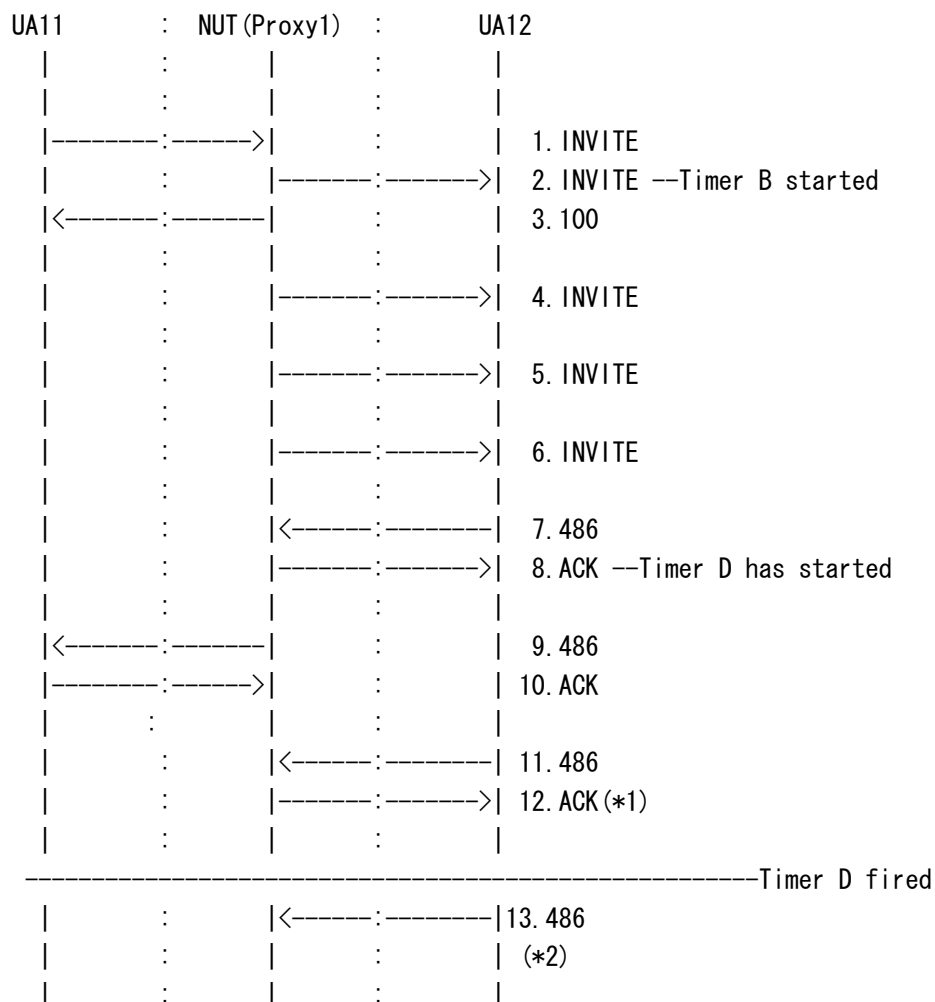 UA11 : NUT(Proxy1) : UA12
1. INVITE
2. INVITE --Timer B started
3. 100
4. INVITE
5. INVITE
6. INVITE
7. 486
8. ACK --Timer D has started
9. 486
10. ACK
11. 486
12. ACK(*1)
Timer D fired
13. 486
(*2)